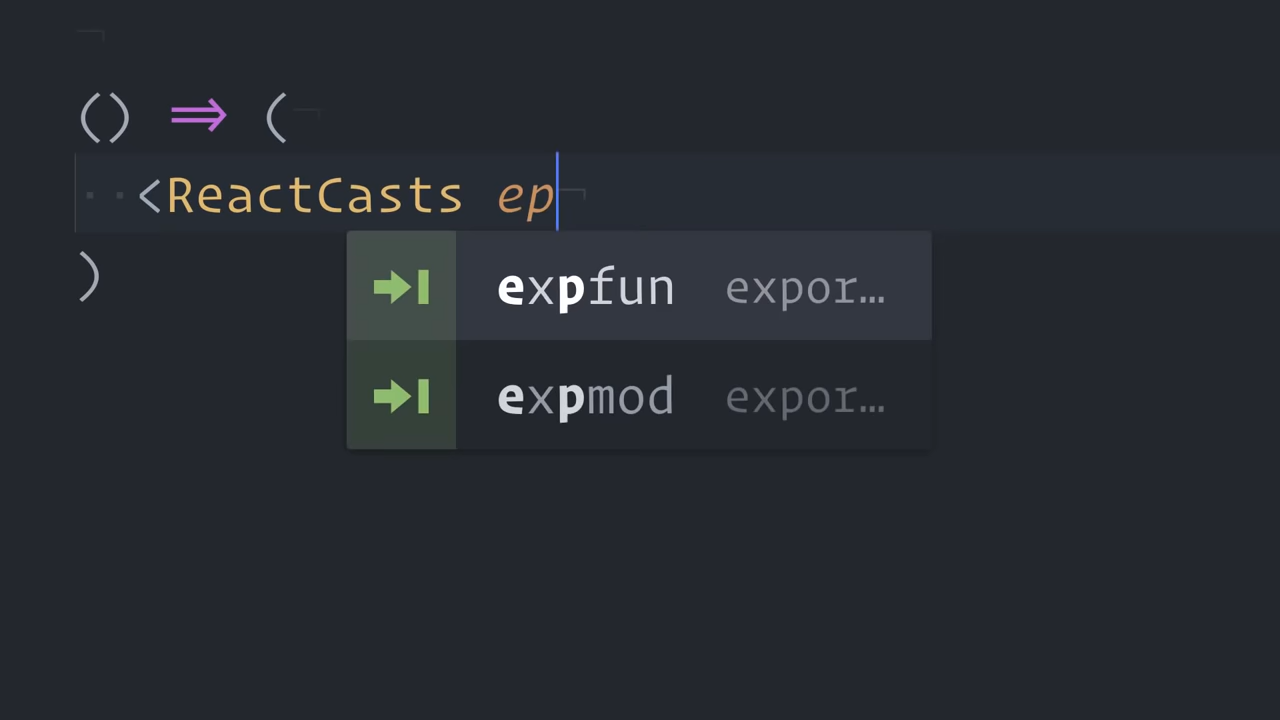 () => (
<ReactCasts ep
expfun expor…
expmod expor…
)